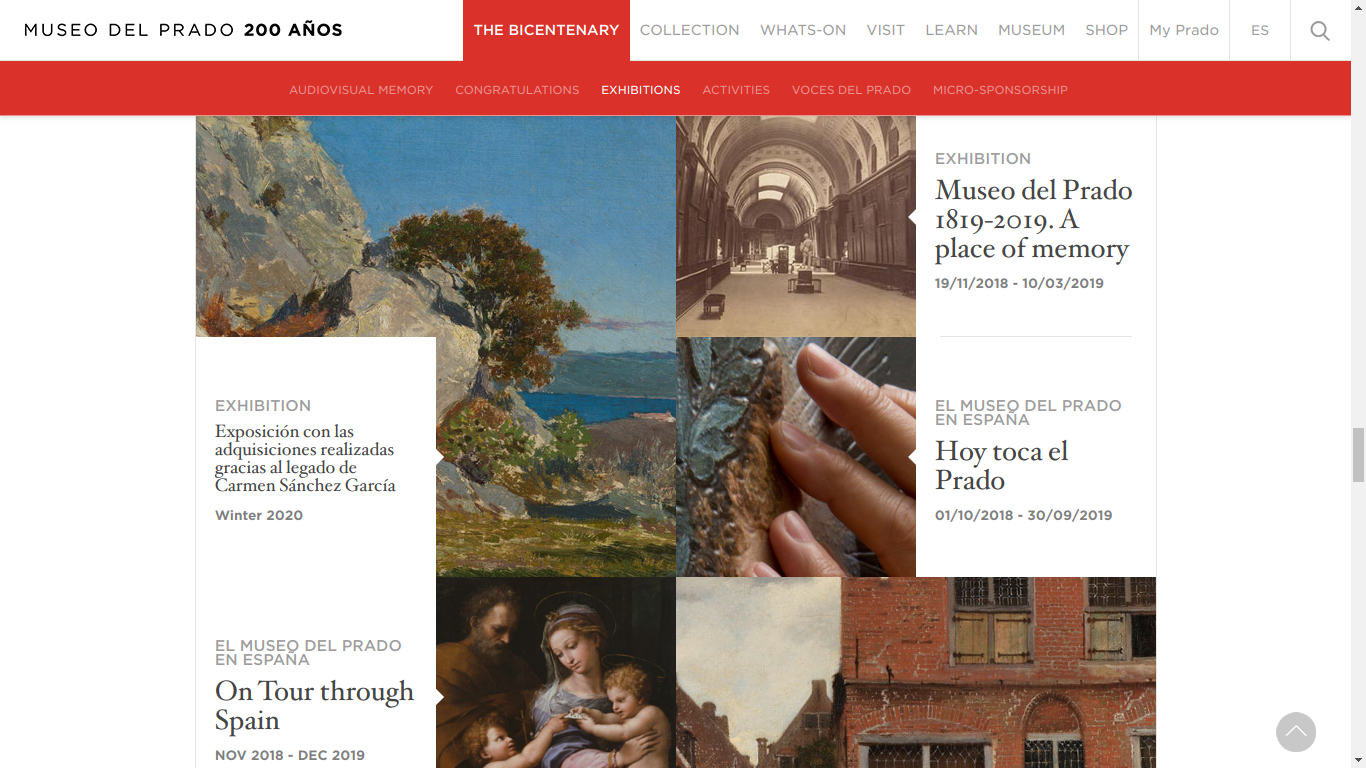 MUSEO DEL PRADO 200 AÑOS
THE BICENTENARY
COLLECTION
WHATS-ON
VISIT
LEARN
MUSEUM
SHOP
My Prado
ES
AUDIOVISUAL MEMORY
CONGRATULATIONS
EXHIBITIONS
ACTIVITIES
VOCES DEL PRADO
MICRO-SPONSORSHIP
EXHIBITION
Museo del Prado
1819-2019. A
place of memory
19/11/2018 - 10/03/2019
EXHIBITION
Exposición con las
adquisiciones realizadas
gracias al legado de
Carmen Sánchez García
Winter 2020
EL MUSEO DEL PRADO
EN ESPAÑA
Hoy toca el
Prado
01/10/2018 - 30/09/2019
EL MUSEO DEL PRADO
EN ESPAÑA
On Tour through
Spain
NOV 2018 - DEC 2019